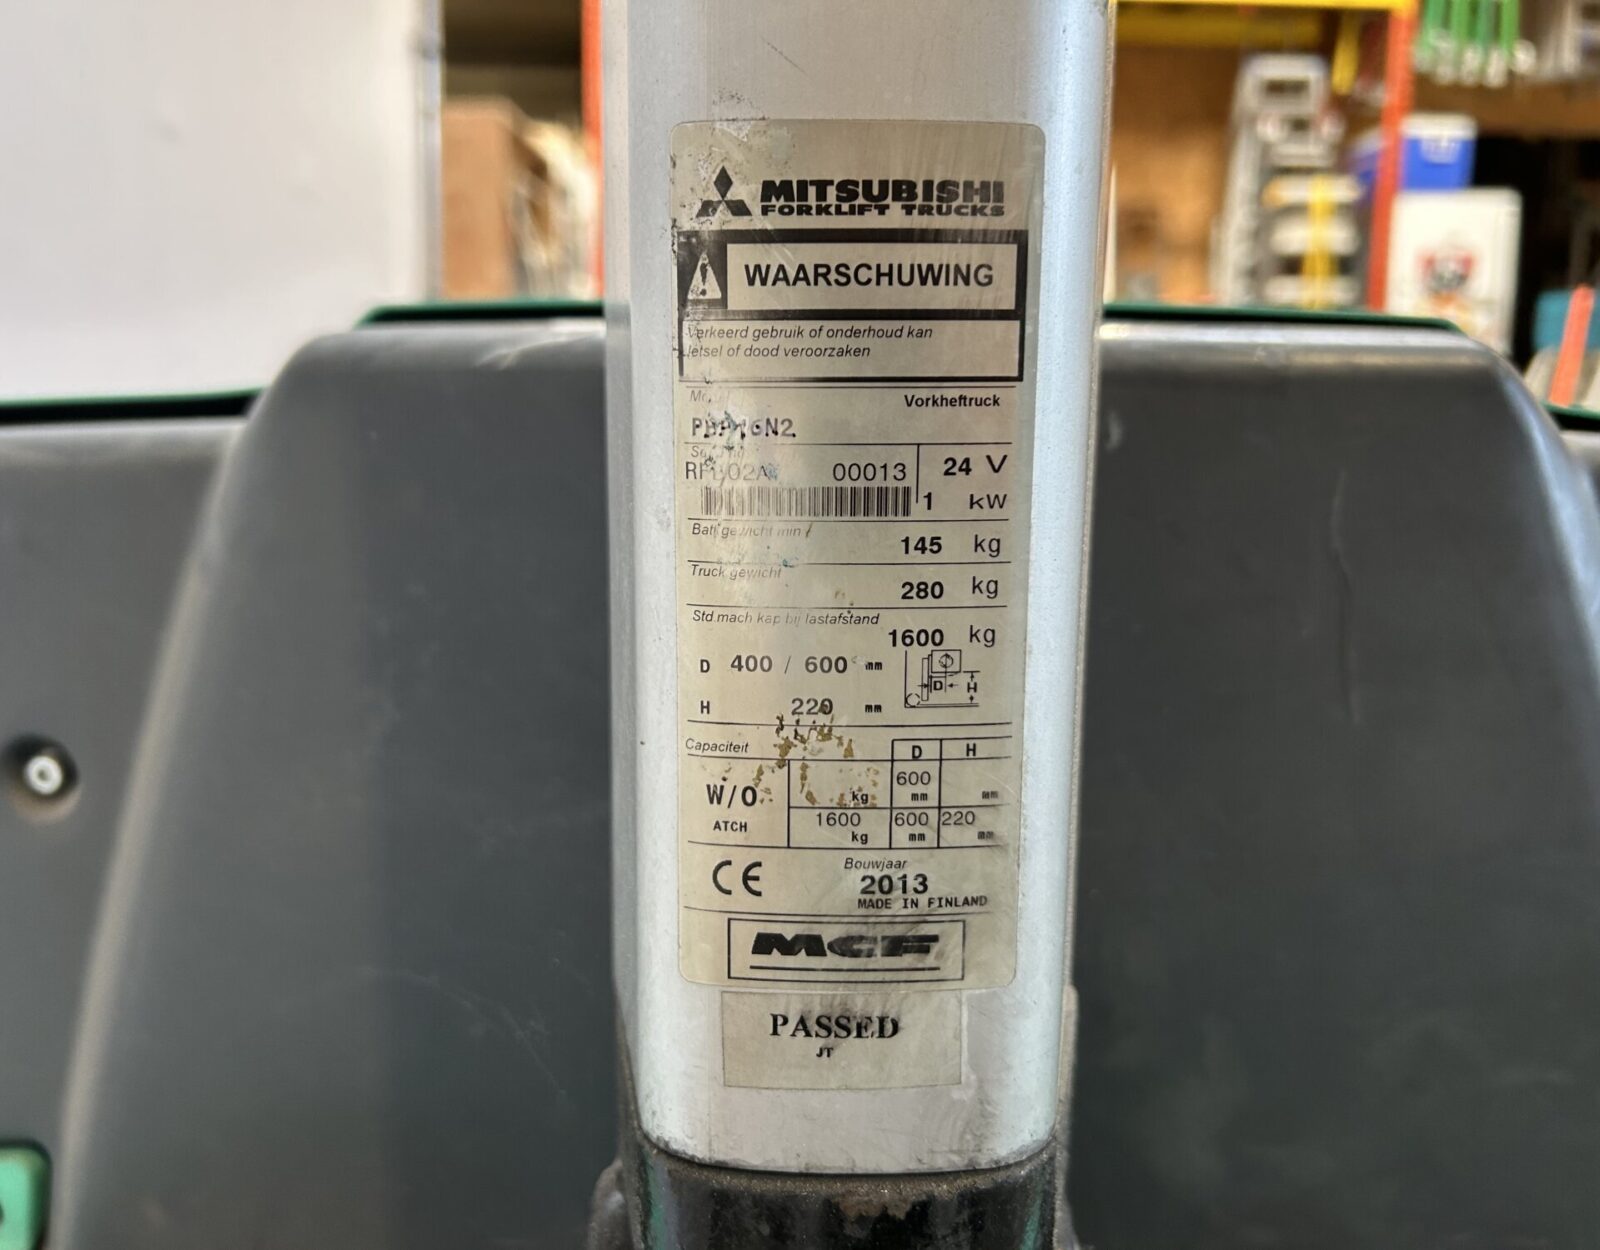 MITSUBISHI
FORKLIFT TRUCKS
WAARSCHUWING
Verkeerd gebruik of onderhoud kan
letsel of dood veroorzaken
Vorkheftruck
00013 24 V
1 kW
Batt gewicht min
145 kg
Truck gewicht
280 kg
Std.mach kap bij lastafstand
1600 kg
D 400 / 600 mm
D H
H 220 mm
Capaciteit D H
W/O kg 600 mm mm
ATCH 1600 kg 600 mm 220 mm
CE Bouwjaar
2013
MADE IN FINLAND
MCF
PASSED
JT